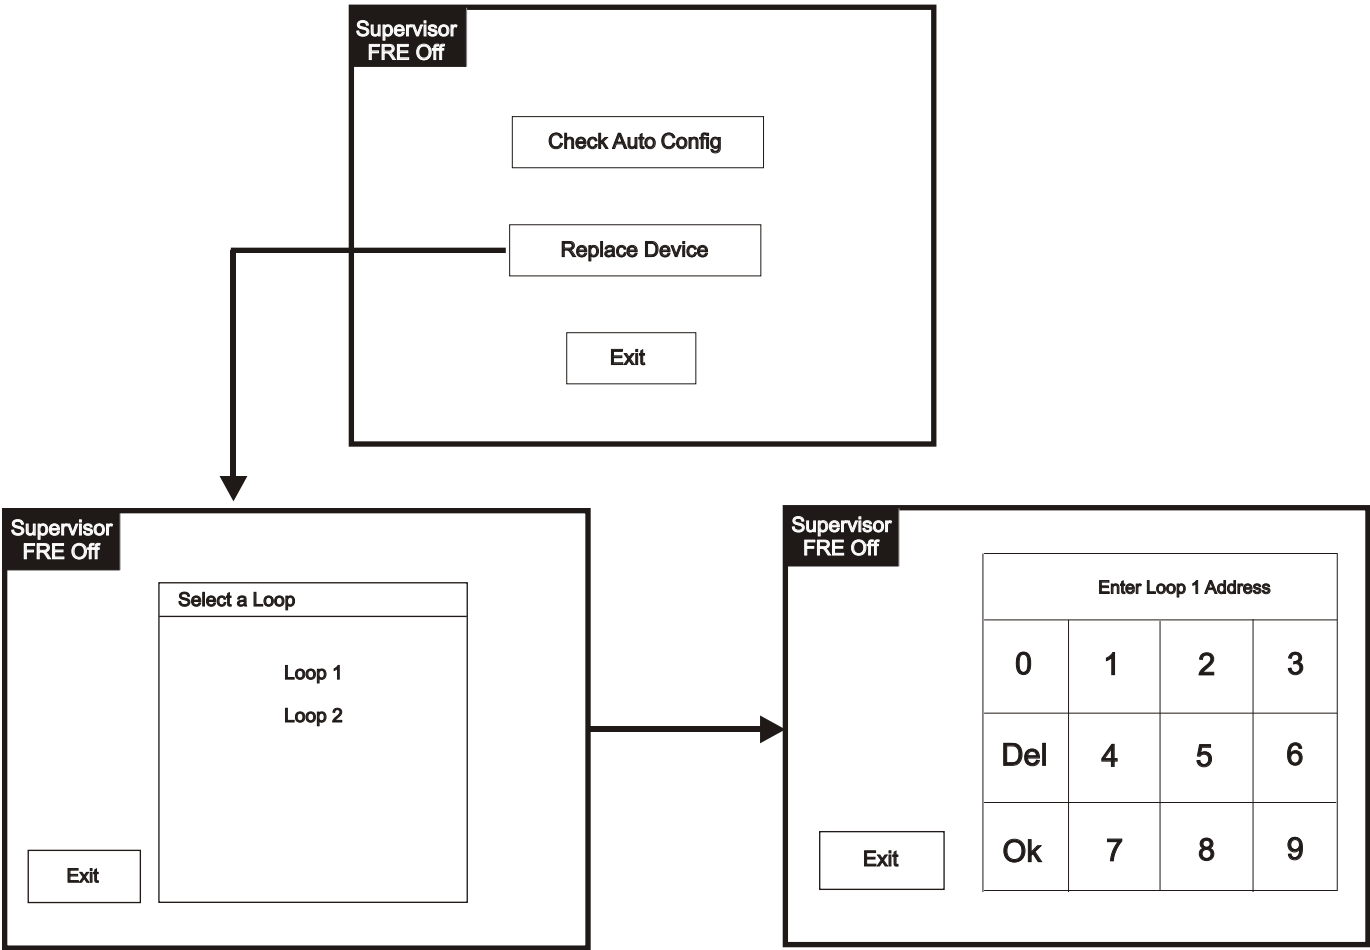 Supervisor
FRE Off
Check Auto Config
Replace Device
Exit
Supervisor
FRE Off
Select a Loop
Loop 1
Loop 2
Exit
Supervisor
FRE Off
Enter Loop 1 Address
0 1 2 3
Del 4 5 6
Ok 7 8 9
Exit